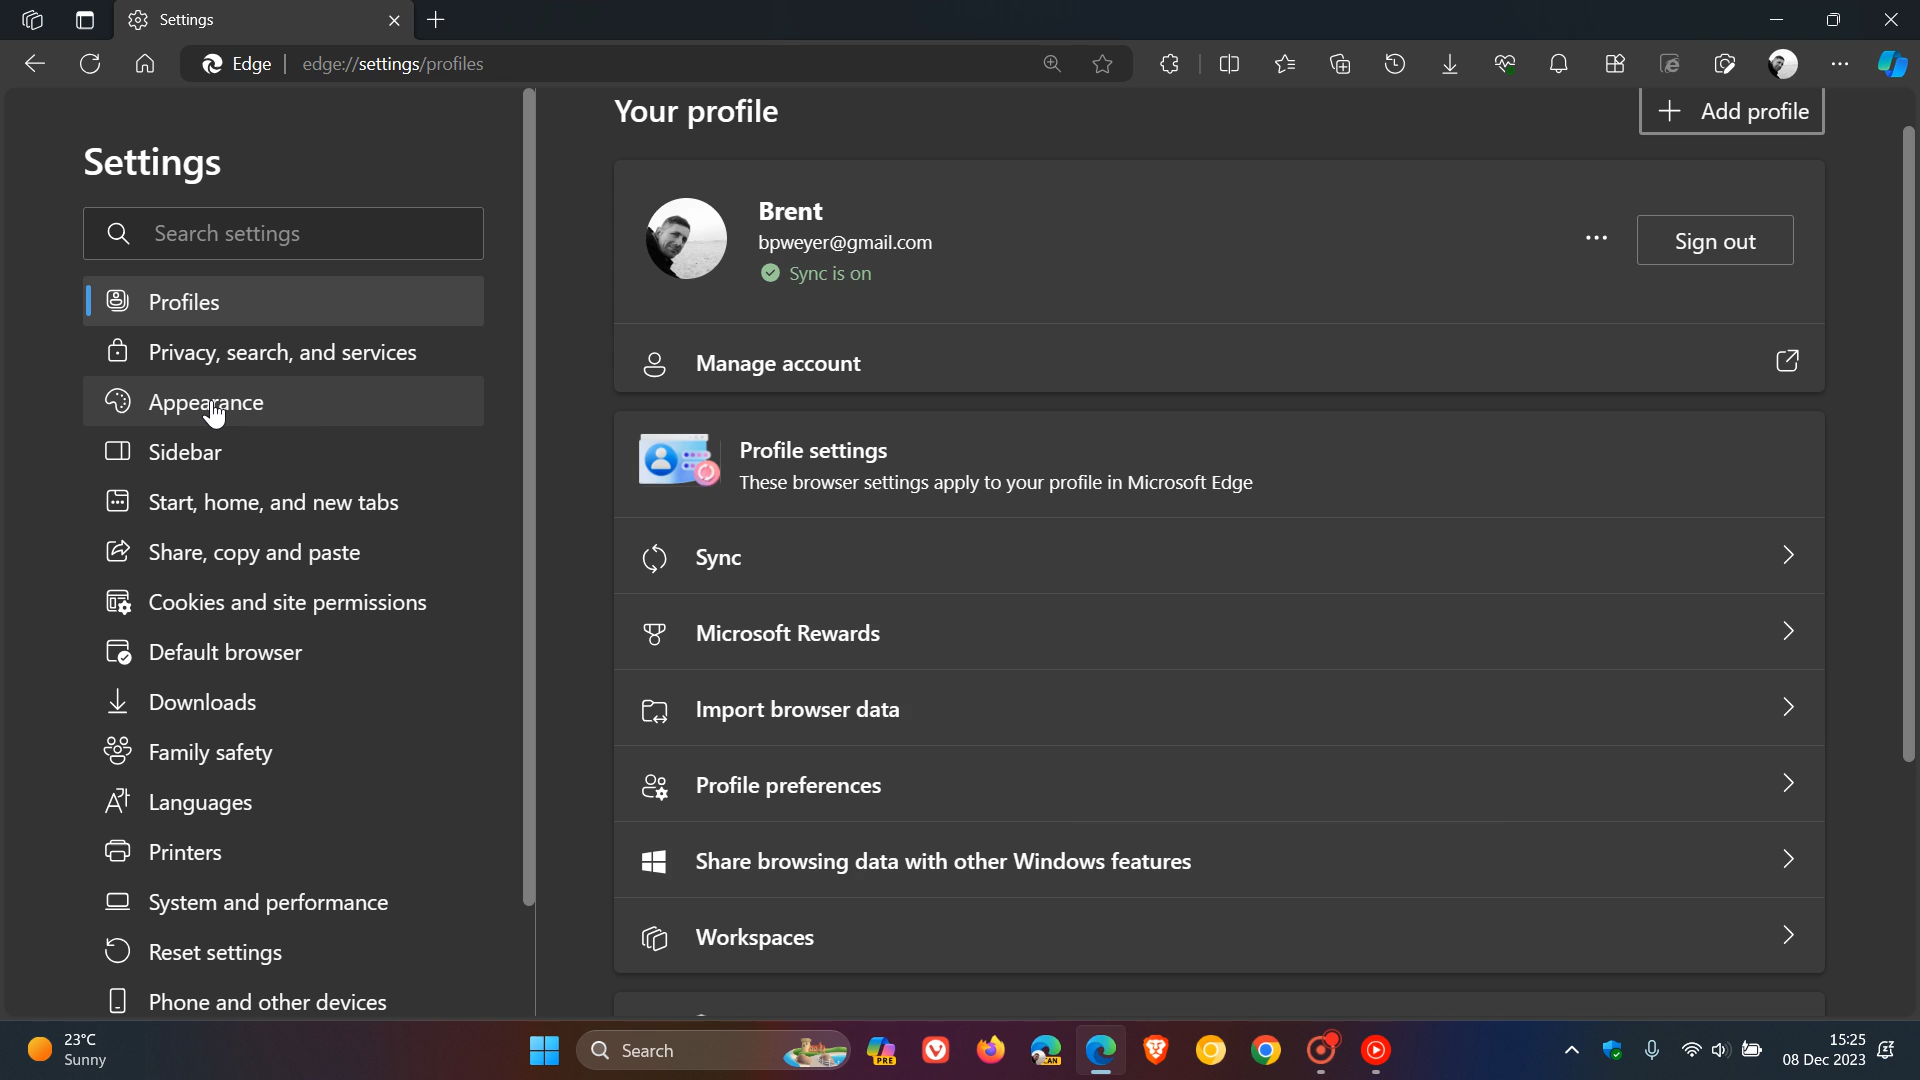 Settings
Edge
edge://settings/profiles
Settings
Search settings
Profiles
Privacy, search, and services
Appearance
Sidebar
Start, home, and new tabs
Share, copy and paste
Cookies and site permissions
Default browser
Downloads
Family safety
Languages
Printers
System and performance
Reset settings
Phone and other devices
Your profile
Add profile
Brent
bpweyer@gmail.com
Sync is on
Sign out
Manage account
Profile settings
These browser settings apply to your profile in Microsoft Edge
Sync
Microsoft Rewards
Import browser data
Profile preferences
Share browsing data with other Windows features
Workspaces
23°C
Sunny
Search
PRE
CAN
15:25
08 Dec 2023